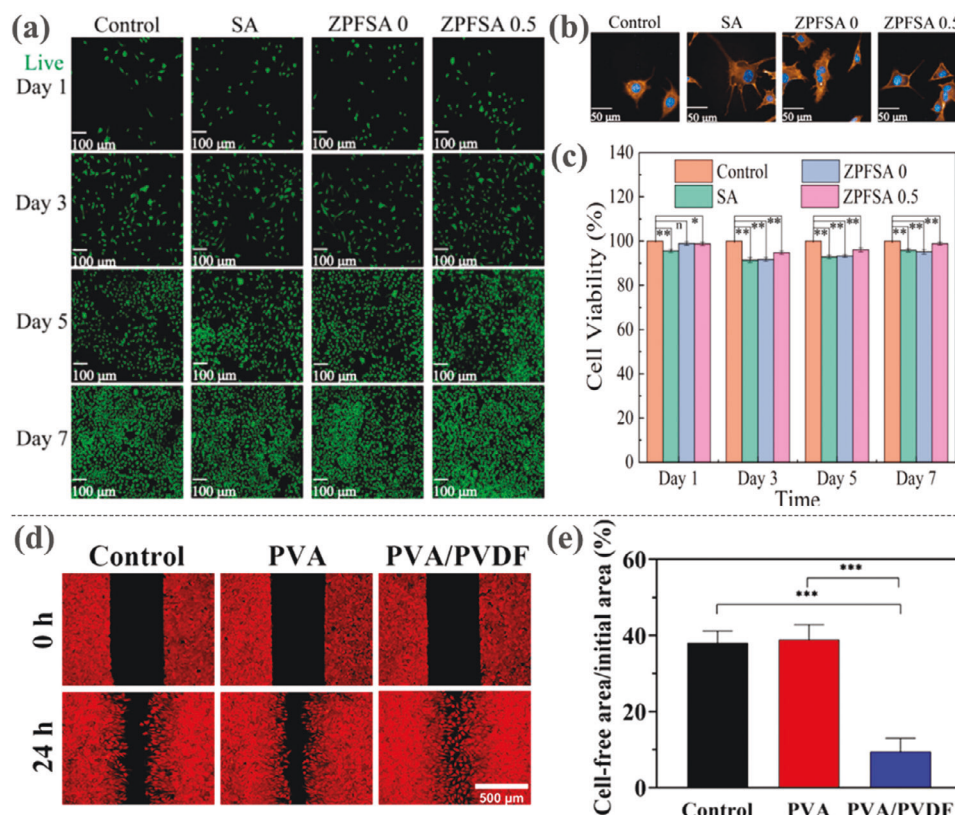 (a)
Control SA ZPFSA 0 ZPFSA 0.5
Live
Day 1
100 µm 100 µm 100 µm 100 µm
Day 3
100 µm 100 µm 100 µm 100 µm
Day 5
100 µm 100 µm 100 µm 100 µm
Day 7
100 µm 100 µm 100 µm 100 µm
(b)
Control SA ZPFSA 0 ZPFSA 0.5
50 µm 50 µm 50 µm 50 µm
(c)
Cell Viability (%)
140
120
100
80
60
40
20
0
Control ZPFSA 0
SA ZPFSA 0.5
** n * ** ** ** ** ** ** ** ** **
Day 1 Day 3 Day 5 Day 7
Time
(d)
Control PVA PVA/PVDF
0 h
24 h
500 µm
(e)
Cell-free area/initial area (%)
60
40
20
0
***
***
Control PVA PVA/PVDF